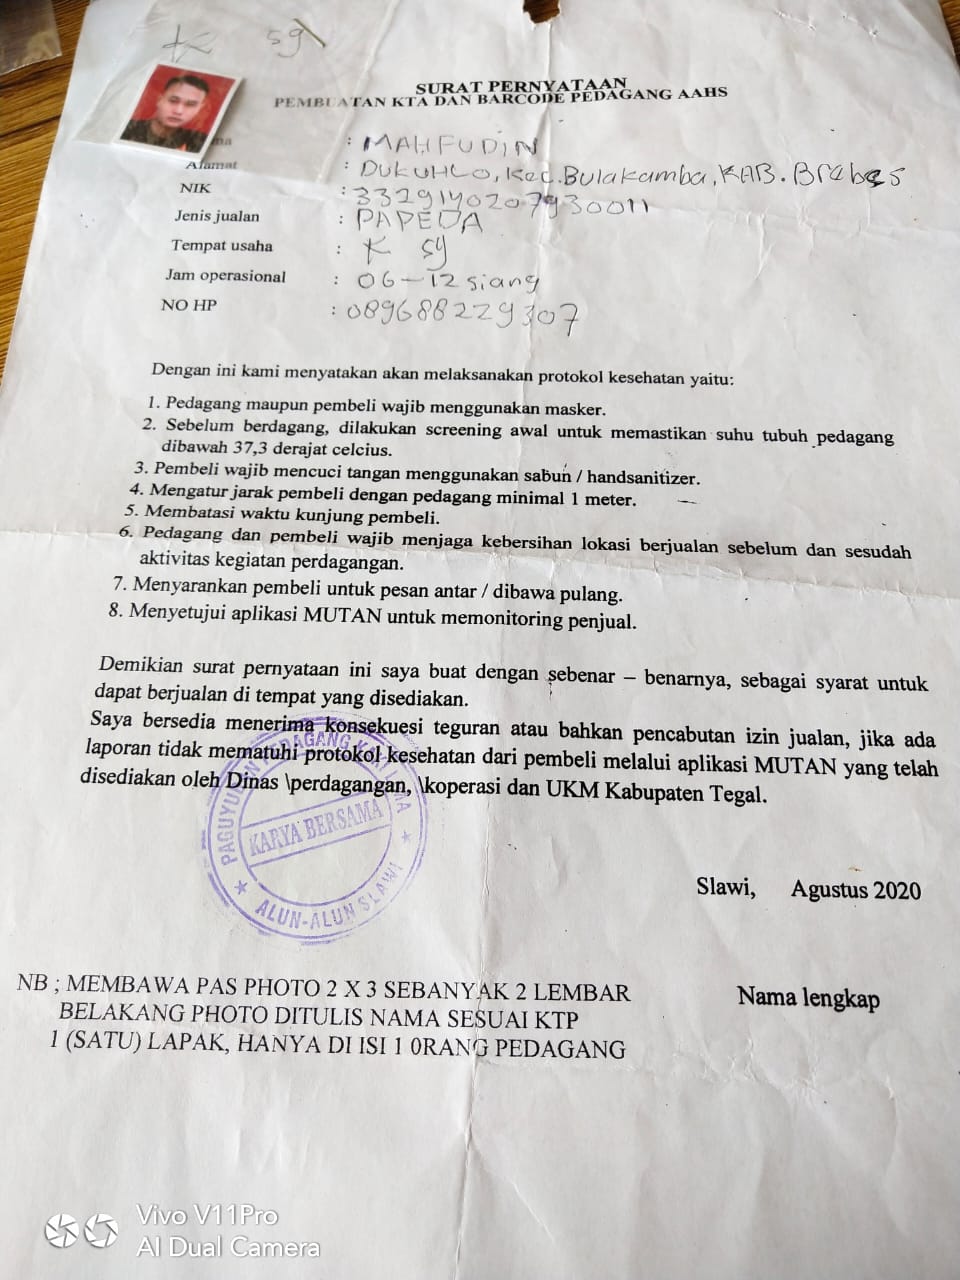 K 59
SURAT PERNYATAAN
PEMBUATAN KTA DAN BARCODE PEDAGANG AAHS
: MAHFUDIN
Alamat : DUKUHLO, Kec. Bulakamba, KAB. Brebes
NIK : 3329140207930011
Jenis jualan : PAPEDA
Tempat usaha : K 59
Jam operasional : 06-12 siang
NO HP : 089688229307
Dengan ini kami menyatakan akan melaksanakan protokol kesehatan yaitu:
1. Pedagang maupun pembeli wajib menggunakan masker.
2. Sebelum berdagang, dilakukan screening awal untuk memastikan suhu tubuh pedagang
dibawah 37,3 derajat celcius.
3. Pembeli wajib mencuci tangan menggunakan sabun / handsanitizer.
4. Mengatur jarak pembeli dengan pedagang minimal 1 meter.
5. Membatasi waktu kunjung pembeli.
6. Pedagang dan pembeli wajib menjaga kebersihan lokasi berjualan sebelum dan sesudah
aktivitas kegiatan perdagangan.
7. Menyarankan pembeli untuk pesan antar / dibawa pulang.
8. Menyetujui aplikasi MUTAN untuk memonitoring penjual.
Demikian surat pernyataan ini saya buat dengan sebenar – benarnya, sebagai syarat untuk
dapat berjualan di tempat yang disediakan.
Saya bersedia menerima konsekuesi teguran atau bahkan pencabutan izin jualan, jika ada
laporan tidak mematuhi protokol kesehatan dari pembeli melalui aplikasi MUTAN yang telah
disediakan oleh Dinas \perdagangan, \koperasi dan UKM Kabupaten Tegal.
PAGUYUBAN PEDAGANG KAKI LIMA
KARYA BERSAMA
ALUN-ALUN SLAWI
Slawi, Agustus 2020
NB ; MEMBAWA PAS PHOTO 2 X 3 SEBANYAK 2 LEMBAR
BELAKANG PHOTO DITULIS NAMA SESUAI KTP
1 (SATU) LAPAK, HANYA DI ISI 1 0RANG PEDAGANG
Nama lengkap
Vivo V11Pro
AI Dual Camera